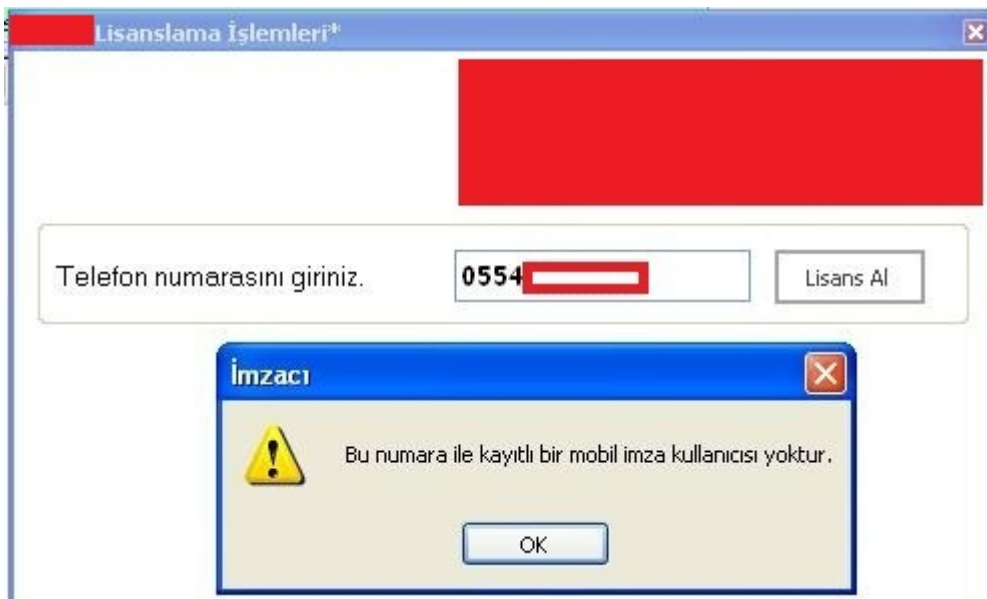 Lisanslama İşlemleri*
Telefon numarasını giriniz.
0554
Lisans Al
İmzacı
Bu numara ile kayıtlı bir mobil imza kullanıcısı yoktur.
OK